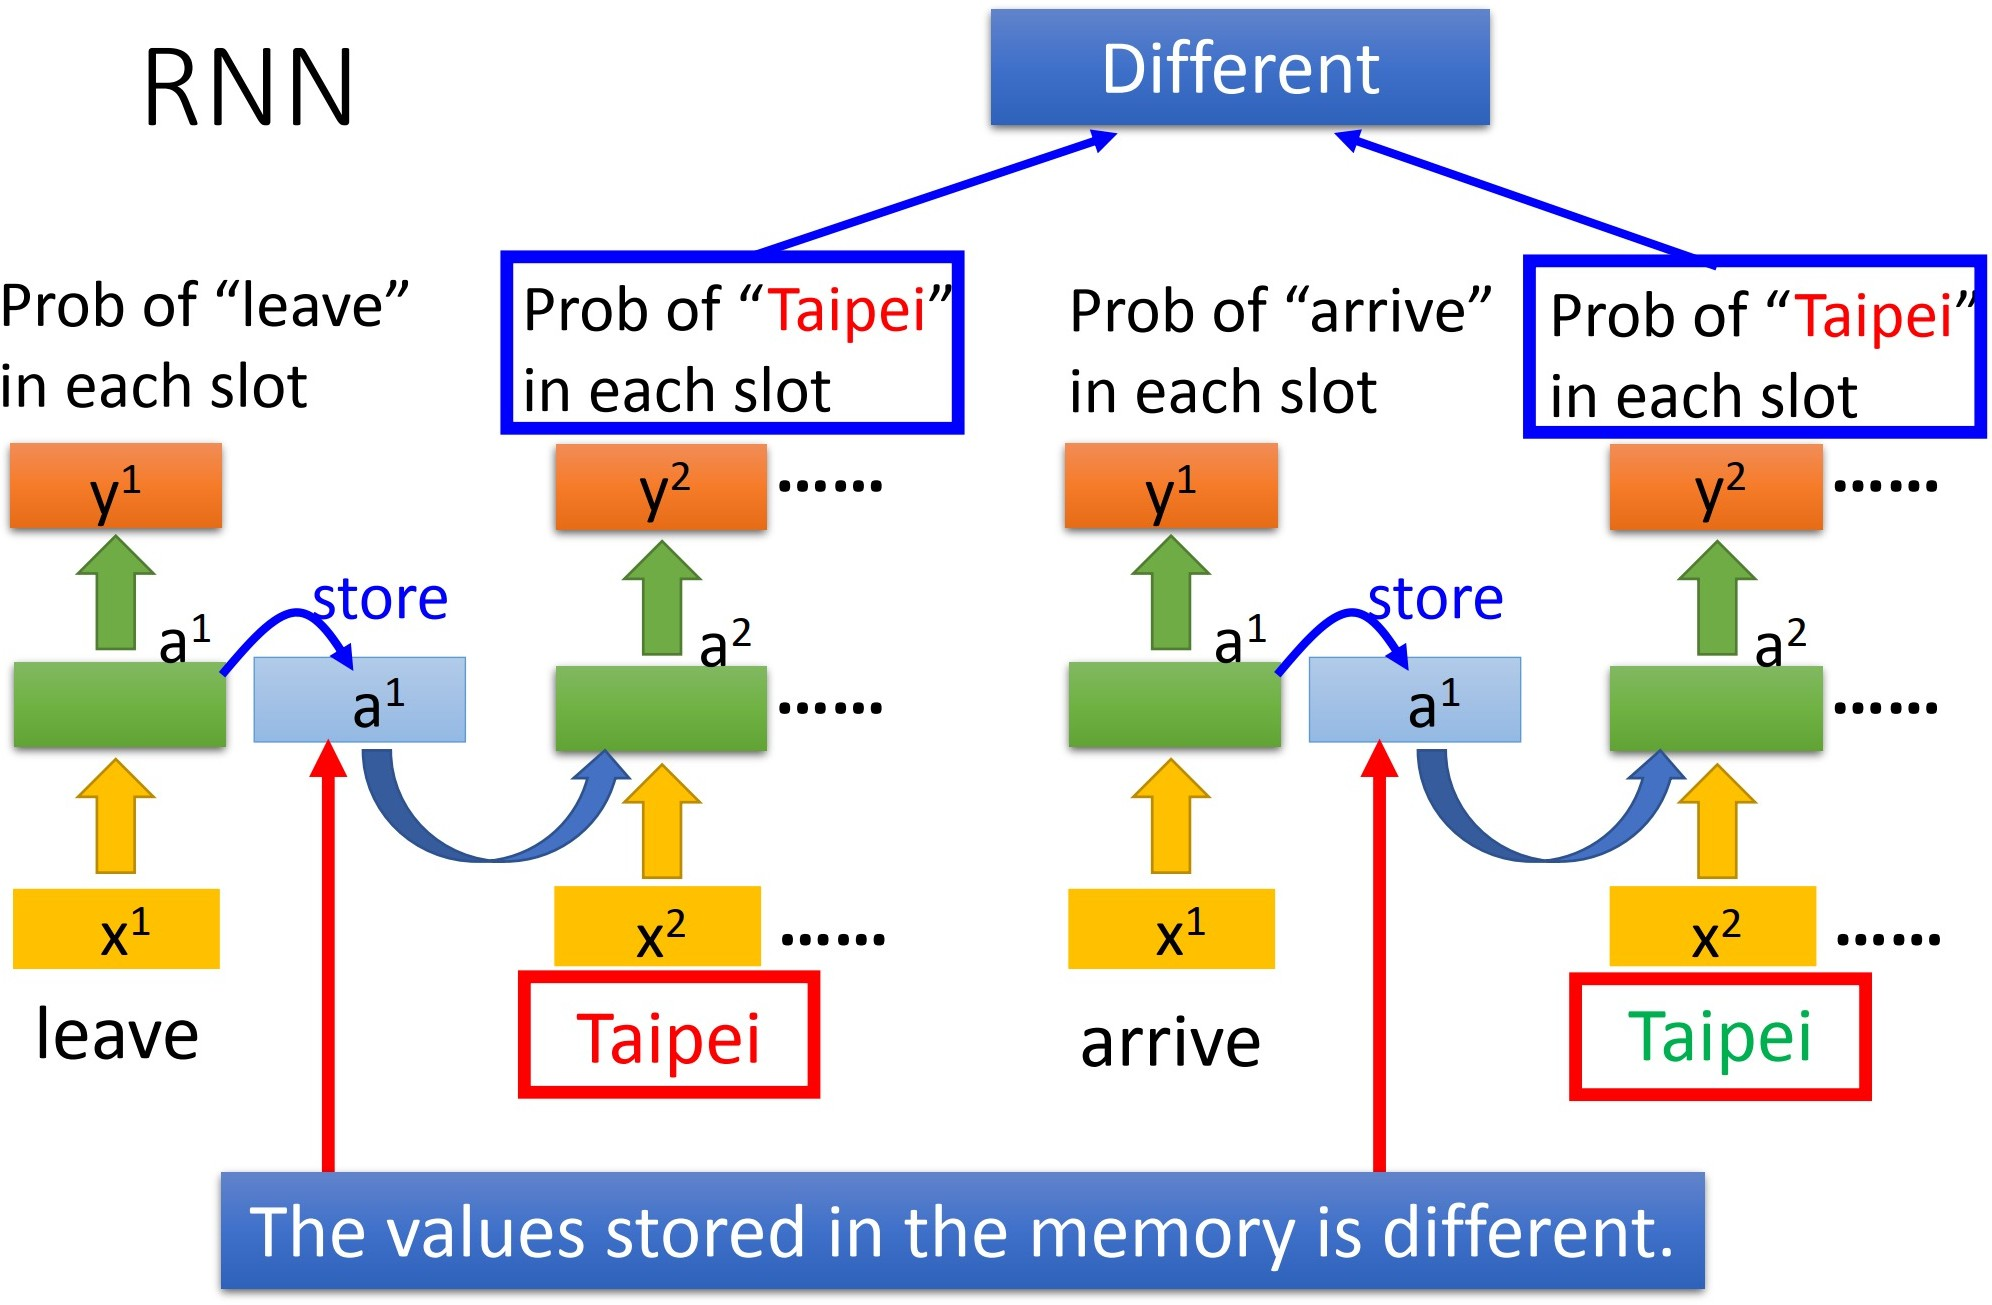 RNN
Different
Prob of “leave”
in each slot
Prob of “Taipei”
in each slot
Prob of “arrive”
in each slot
Prob of “Taipei”
in each slot
y¹
y²
……
y¹
y²
……
store
store
a¹
a²
a¹
a²
a¹
……
a¹
……
x¹
x²
……
x¹
x²
……
leave
Taipei
arrive
Taipei
The values stored in the memory is different.